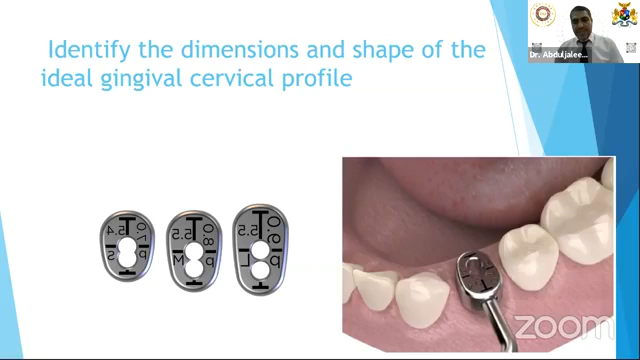 Dr. Abduljalee...
Identify the dimensions and shape of the
ideal gingival cervical profile
S
M
L
zoom